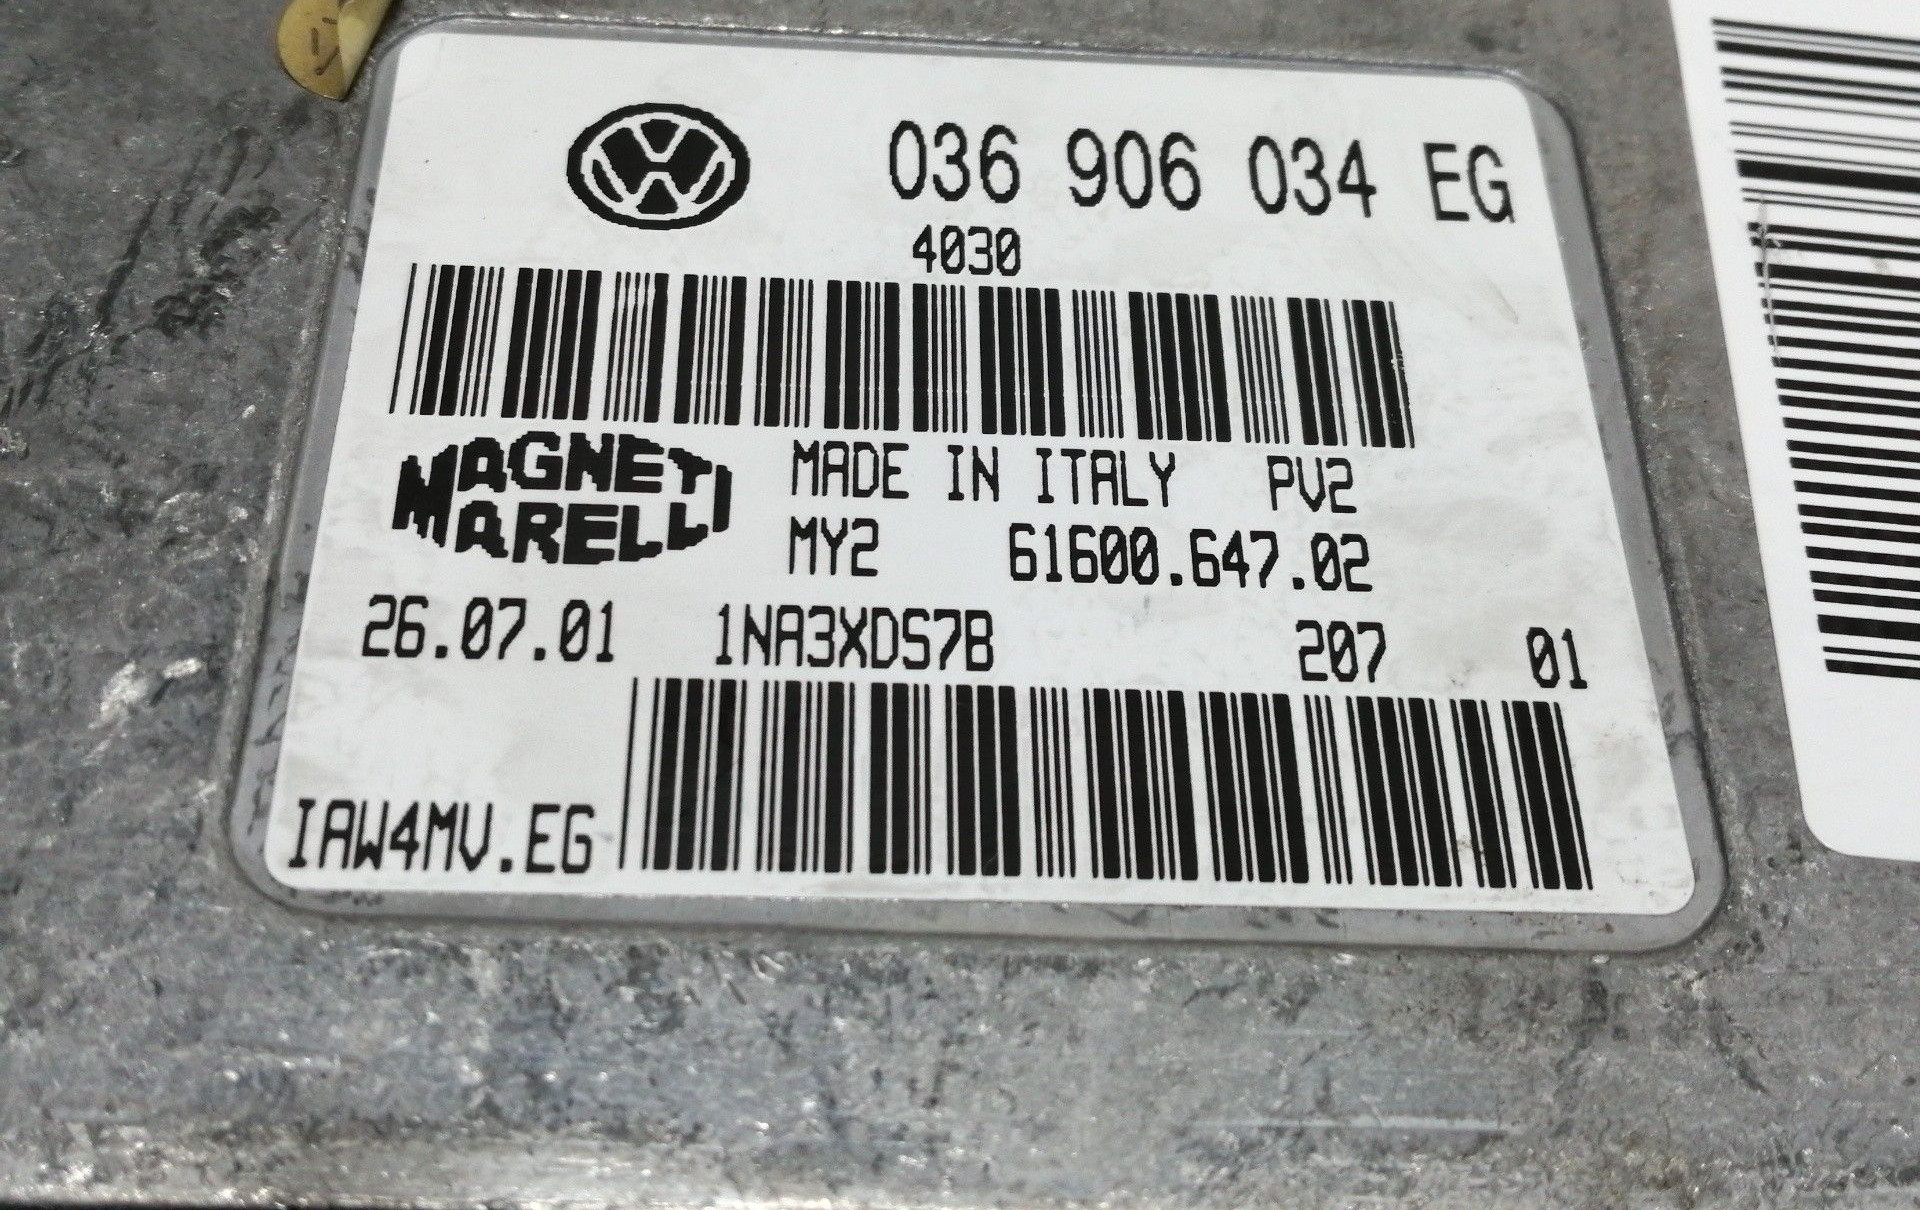 036 906 034 EG
4030
MAGNETI MARELLI
MADE IN ITALY PV2
MY2 61600.647.02
26.07.01 1NA3XDS7B 207 01
IAW4MV.EG